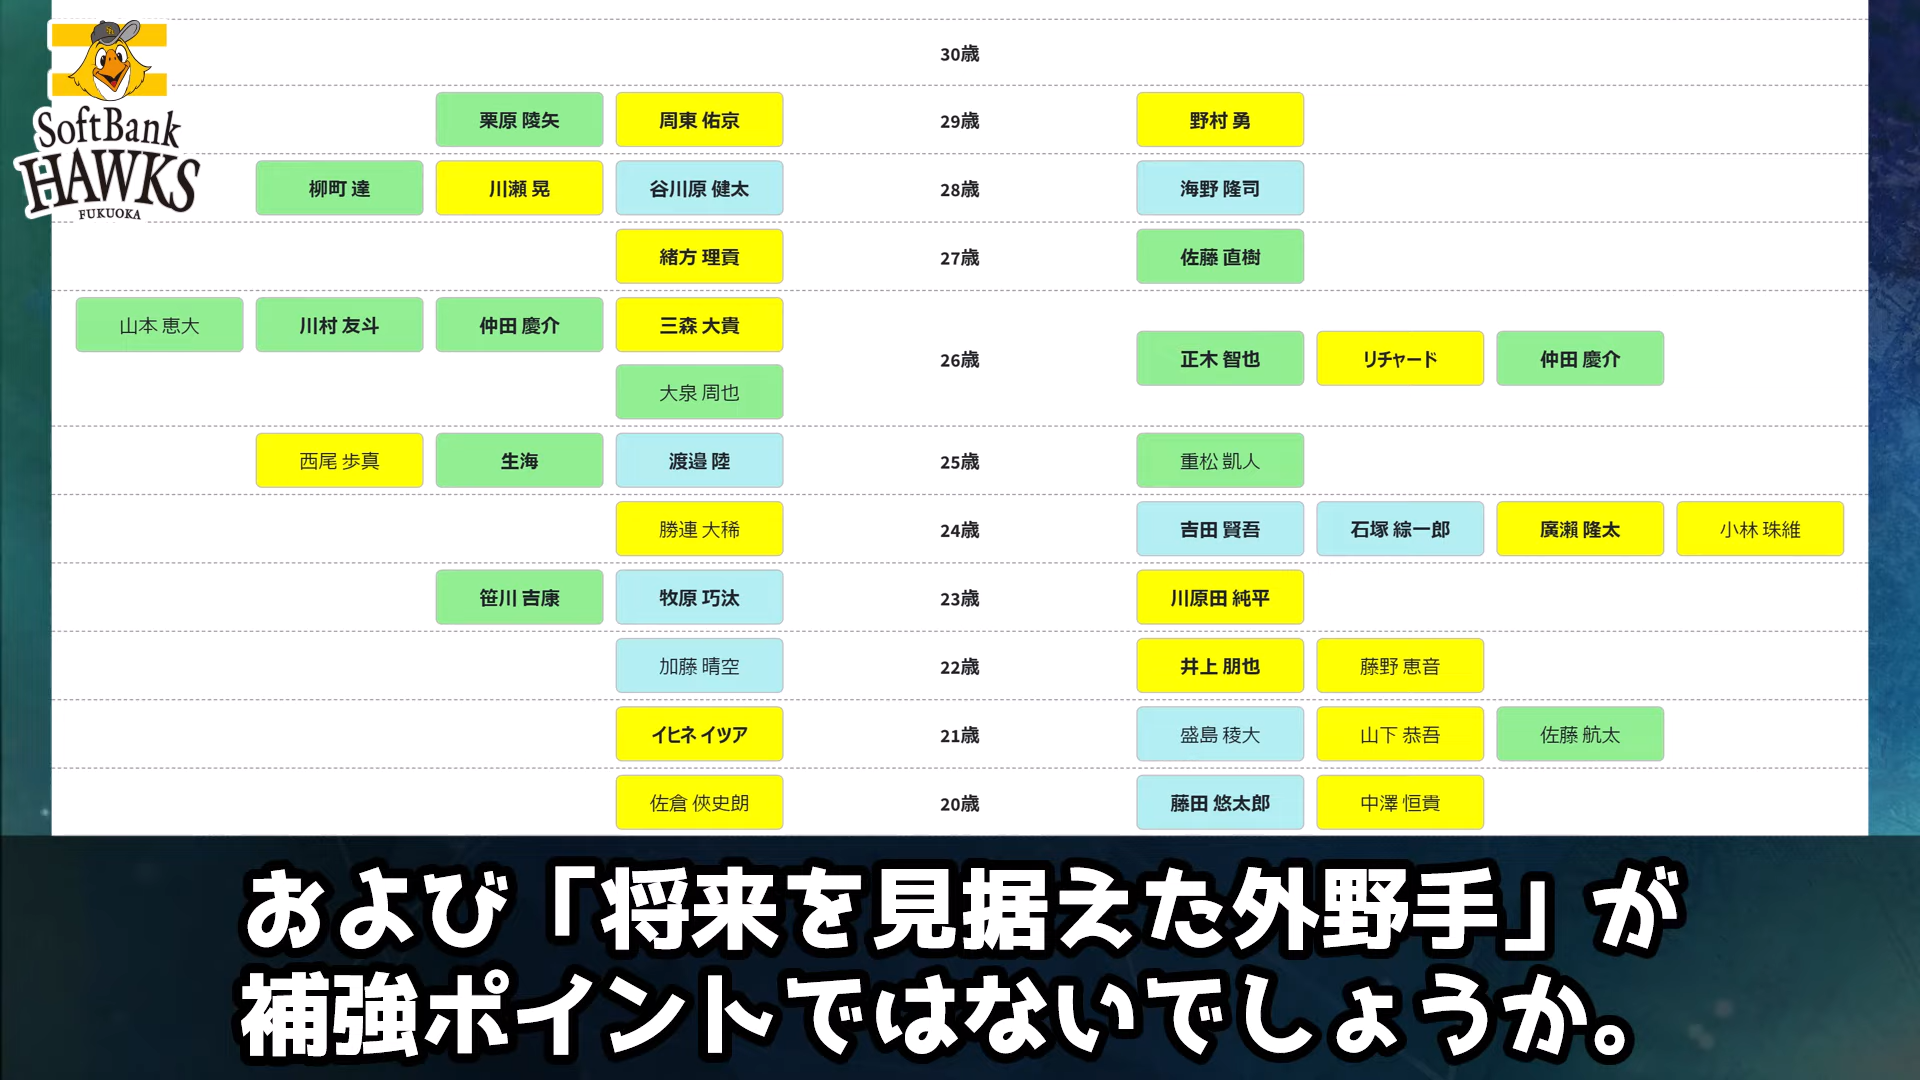 SoftBank
HAWKS
FUKUOKA
30歳
栗原 陵矢 周東 佑京 29歳 野村 勇
柳町 達 川瀬 晃 谷川原 健太 28歳 海野 隆司
緒方 理貢 27歳 佐藤 直樹
山本 恵大 川村 友斗 仲田 慶介 三森 大貴
大泉 周也
26歳 正木 智也 リチャード 仲田 慶介
西尾 歩真 生海 渡邉 陸 25歳 重松 凱人
勝連 大稀 24歳 吉田 賢吾 石塚 綜一郎 廣瀨 隆太 小林 珠維
笹川 吉康 牧原 巧汰 23歳 川原田 純平
加藤 晴空 22歳 井上 朋也 藤野 恵音
イヒネ イツア 21歳 盛島 稜大 山下 恭吾 佐藤 航太
佐倉 俠史朗 20歳 藤田 悠太郎 中澤 恒貴
および「将来を見据えた外野手」が
補強ポイントではないでしょうか。